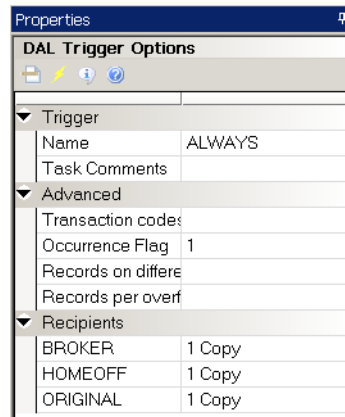 Properties
DAL Trigger Options
Trigger
Name ALWAYS
Task Comments
Advanced
Transaction codes
Occurrence Flag 1
Records on differe
Records per overf
Recipients
BROKER 1 Copy
HOMEOFF 1 Copy
ORIGINAL 1 Copy